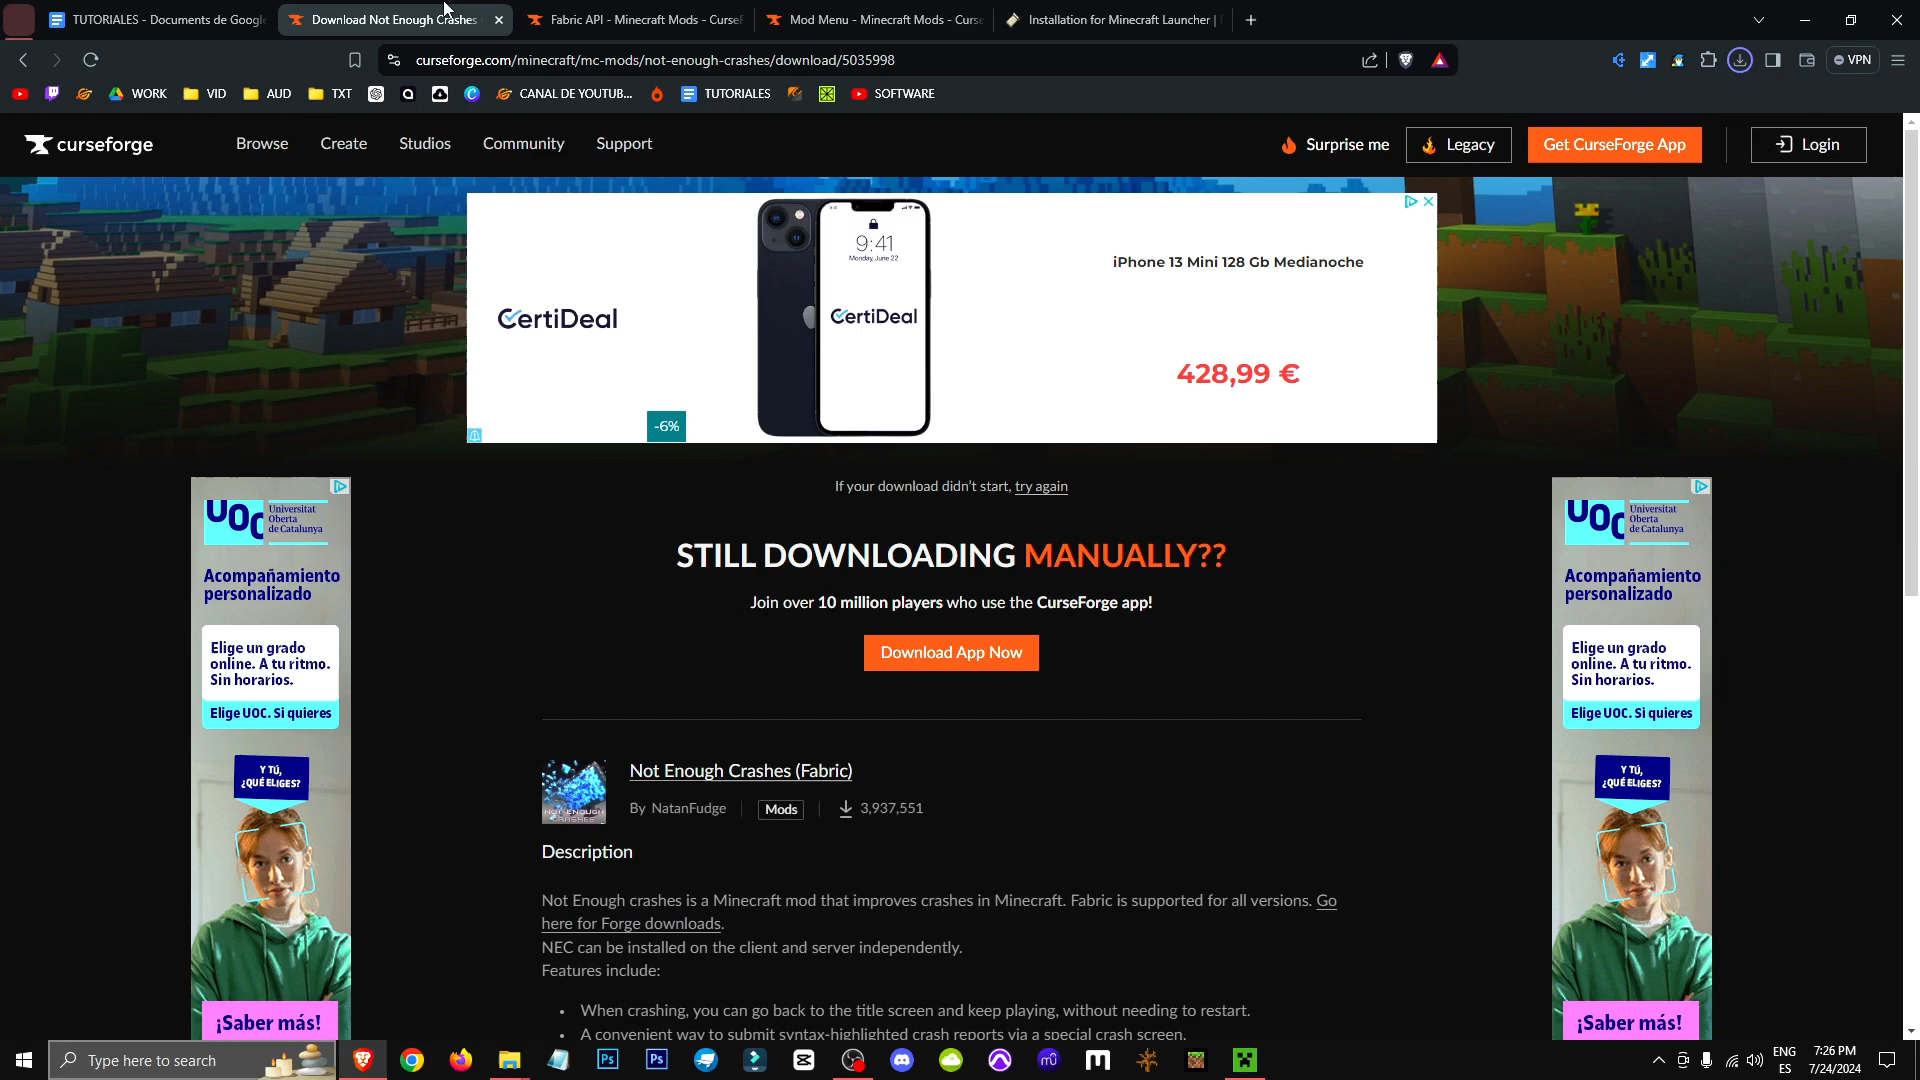 TUTORIALES - Documents de Google
Download Not Enough Crashes
Fabric API - Minecraft Mods - CurseF
Mod Menu - Minecraft Mods - Curse
Installation for Minecraft Launcher |
curseforge.com/minecraft/mc-mods/not-enough-crashes/download/5035998
VPN
WORK
VID
AUD
TXT
CANAL DE YOUTUB...
TUTORIALES
SOFTWARE
curseforge
Browse
Create
Studios
Community
Support
Surprise me
Legacy
Get CurseForge App
Login
CertiDeal
-6%
9:41
Monday, June 22
CertiDeal
iPhone 13 Mini 128 Gb Medianoche
428,99 €
If your download didn't start, try again
STILL DOWNLOADING MANUALLY??
Join over 10 million players who use the CurseForge app!
Download App Now
UOC
Universitat
Oberta
de Catalunya
Acompañamiento
personalizado
Elige un grado
online. A tu ritmo.
Sin horarios.
Elige UOC. Si quieres
Y TÚ,
¿QUÉ ELIGES?
¡Saber más!
NOT ENOUGH
CRASHES
Not Enough Crashes (Fabric)
By NatanFudge
Mods
3,937,551
Description
Not Enough crashes is a Minecraft mod that improves crashes in Minecraft. Fabric is supported for all versions. Go
here for Forge downloads.
NEC can be installed on the client and server independently.
Features include:
• When crashing, you can go back to the title screen and keep playing, without needing to restart.
• A convenient way to submit syntax-highlighted crash reports via a special crash screen.
UOC
Universitat
Oberta
de Catalunya
Acompañamiento
personalizado
Elige un grado
online. A tu ritmo.
Sin horarios.
Elige UOC. Si quieres
Y TÚ,
¿QUÉ ELIGES?
¡Saber más!
Type here to search
Ps
Ps
ENG
ES
7:26 PM
7/24/2024